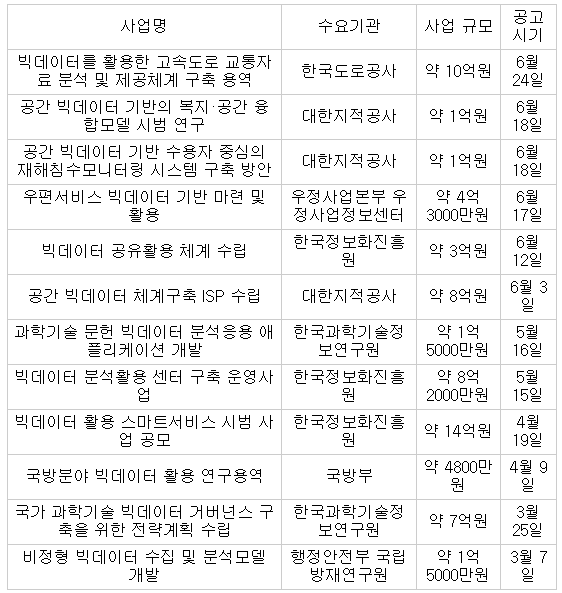 사업명
수요기관
사업 규모
공고
시기
빅데이터를 활용한 고속도로 교통자
료 분석 및 제공체계 구축 용역
한국도로공사
약 10억원
6월
24일
공간 빅데이터 기반의 복지·공간 융
합모델 시범 연구
대한지적공사
약 1억원
6월
18일
공간 빅데이터 기반 수용자 중심의
재해침수모니터링 시스템 구축 방안
대한지적공사
약 1억원
6월
18일
우편서비스 빅데이터 기반 마련 및
활용
우정사업본부 우
정사업정보센터
약 4억
3000만원
6월
17일
빅데이터 공유활용 체계 수립
한국정보화진흥
원
약 3억원
6월
12일
공간 빅데이터 체계구축 ISP 수립
대한지적공사
약 8억원
6월 3
일
과학기술 문헌 빅데이터 분석응용 애
플리케이션 개발
한국과학기술정
보연구원
약 1억
5000만원
5월
16일
빅데이터 분석활용 센터 구축 운영사
업
한국정보화진흥
원
약 8억
2000만원
5월
15일
빅데이터 활용 스마트서비스 시범 사
업 공모
한국정보화진흥
원
약 14억원
4월
19일
국방분야 빅데이터 활용 연구용역
국방부
약 4800만
원
4월 9
일
국가 과학기술 빅데이터 거버넌스 구
축을 위한 전략계획 수립
한국과학기술정
보연구원
약 7억원
3월
25일
비정형 빅데이터 수집 및 분석모델
개발
행정안전부 국립
방재연구원
약 1억
5000만원
3월 7
일